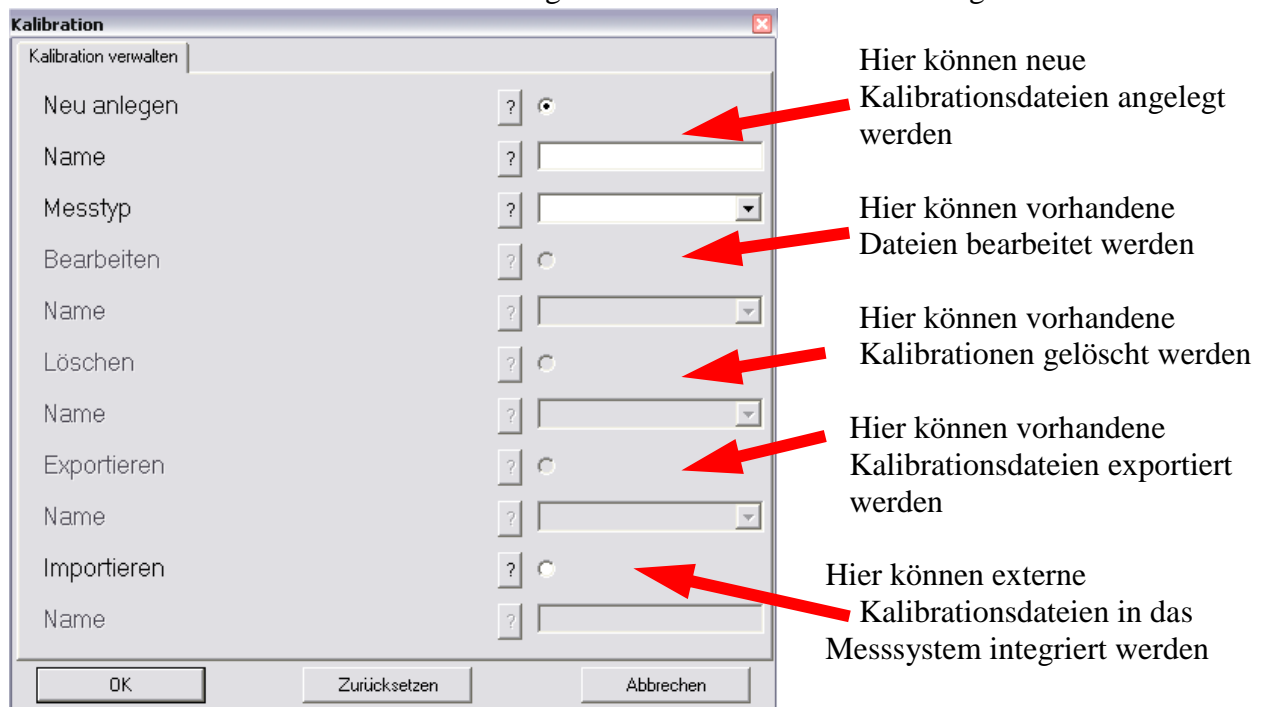 Kalibration
Kalibration verwalten
Neu anlegen ?
Name ?
Messtyp ?
Bearbeiten ?
Name ?
Löschen ?
Name ?
Exportieren ?
Name ?
Importieren ?
Name ?
OK Zurücksetzen Abbrechen
Hier können neue
Kalibrationsdateien angelegt
werden
Hier können vorhandene
Dateien bearbeitet werden
Hier können vorhandene
Kalibrationen gelöscht werden
Hier können vorhandene
Kalibrationsdateien exportiert
werden
Hier können externe
Kalibrationsdateien in das
Messsystem integriert werden